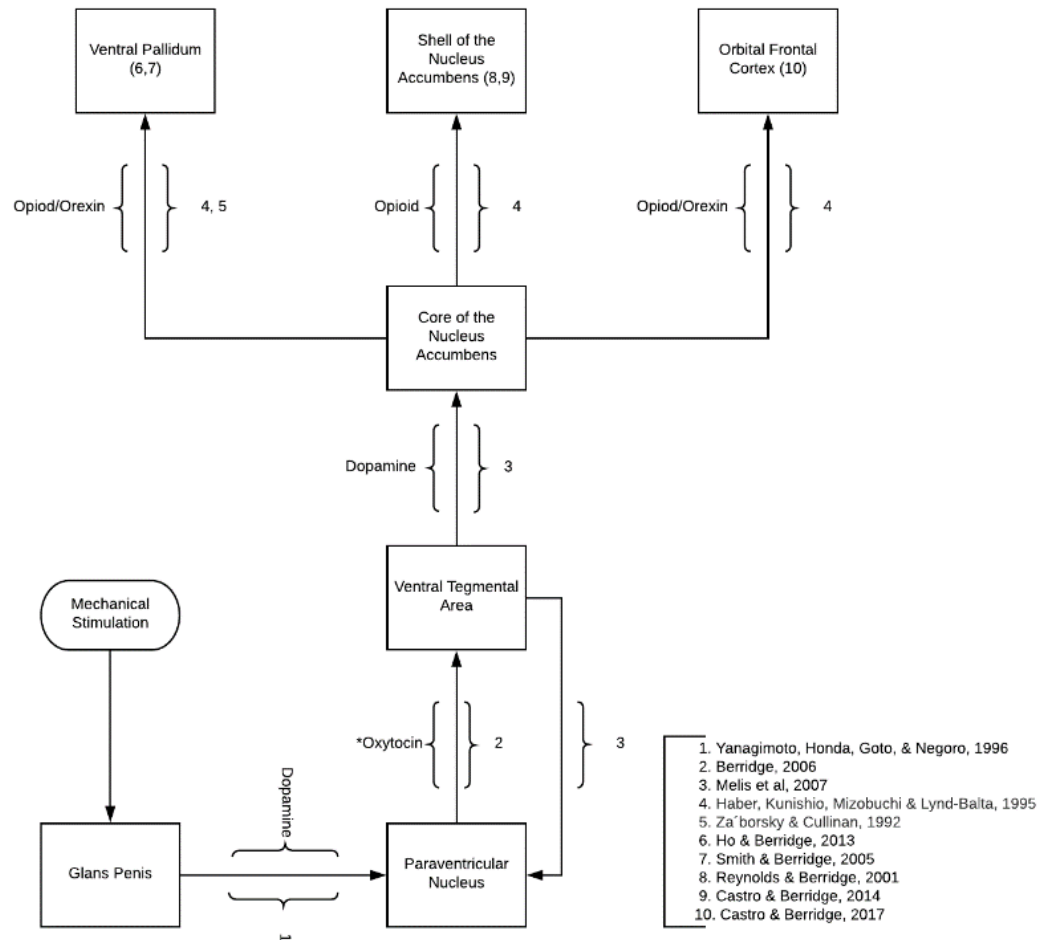 Ventral Pallidum
(6,7)
Shell of the
Nucleus
Accumbens (8,9)
Orbital Frontal
Cortex (10)
Opiod/Orexin
4, 5
Opioid
4
Opiod/Orexin
4
Core of the
Nucleus
Accumbens
Dopamine
3
Ventral Tegmental
Area
Mechanical
Stimulation
*Oxytocin
2
3
Dopamine
1
Glans Penis
Paraventricular
Nucleus
1. Yanagimoto, Honda, Goto, & Negoro, 1996
2. Berridge, 2006
3. Melis et al, 2007
4. Haber, Kunishio, Mizobuchi & Lynd-Balta, 1995
5. Za´borsky & Cullinan, 1992
6. Ho & Berridge, 2013
7. Smith & Berridge, 2005
8. Reynolds & Berridge, 2001
9. Castro & Berridge, 2014
10. Castro & Berridge, 2017